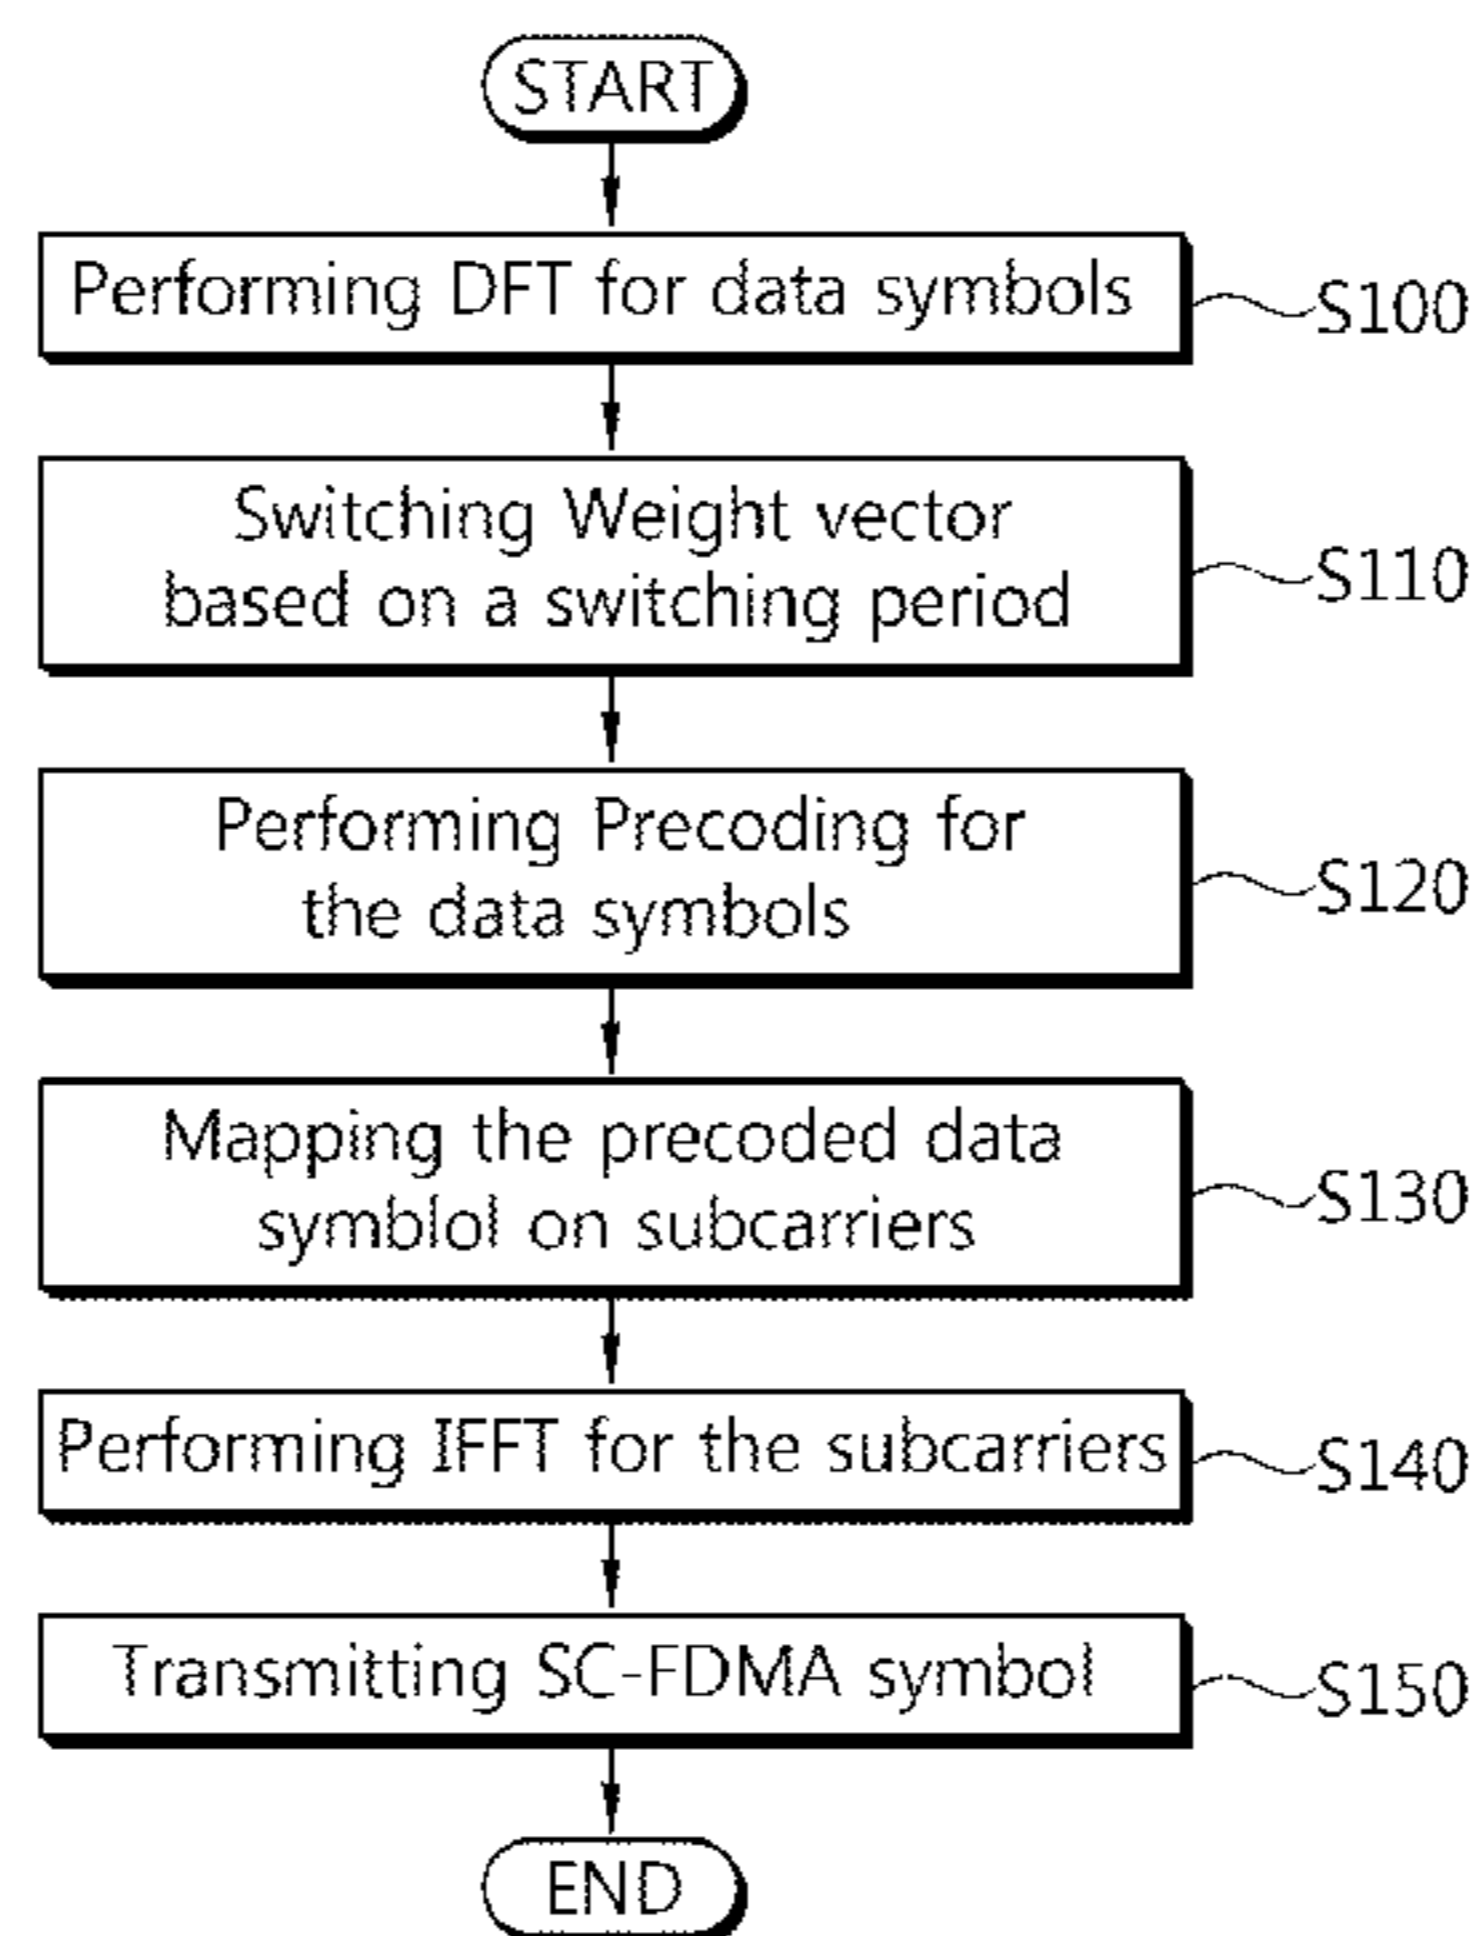 START
Performing DFT for data symbols
S100
Switching Weight vector
based on a switching period
S110
Performing Precoding for
the data symbols
S120
Mapping the precoded data
symblol on subcarriers
S130
Performing IFFT for the subcarriers
S140
Transmitting SC-FDMA symbol
S150
END